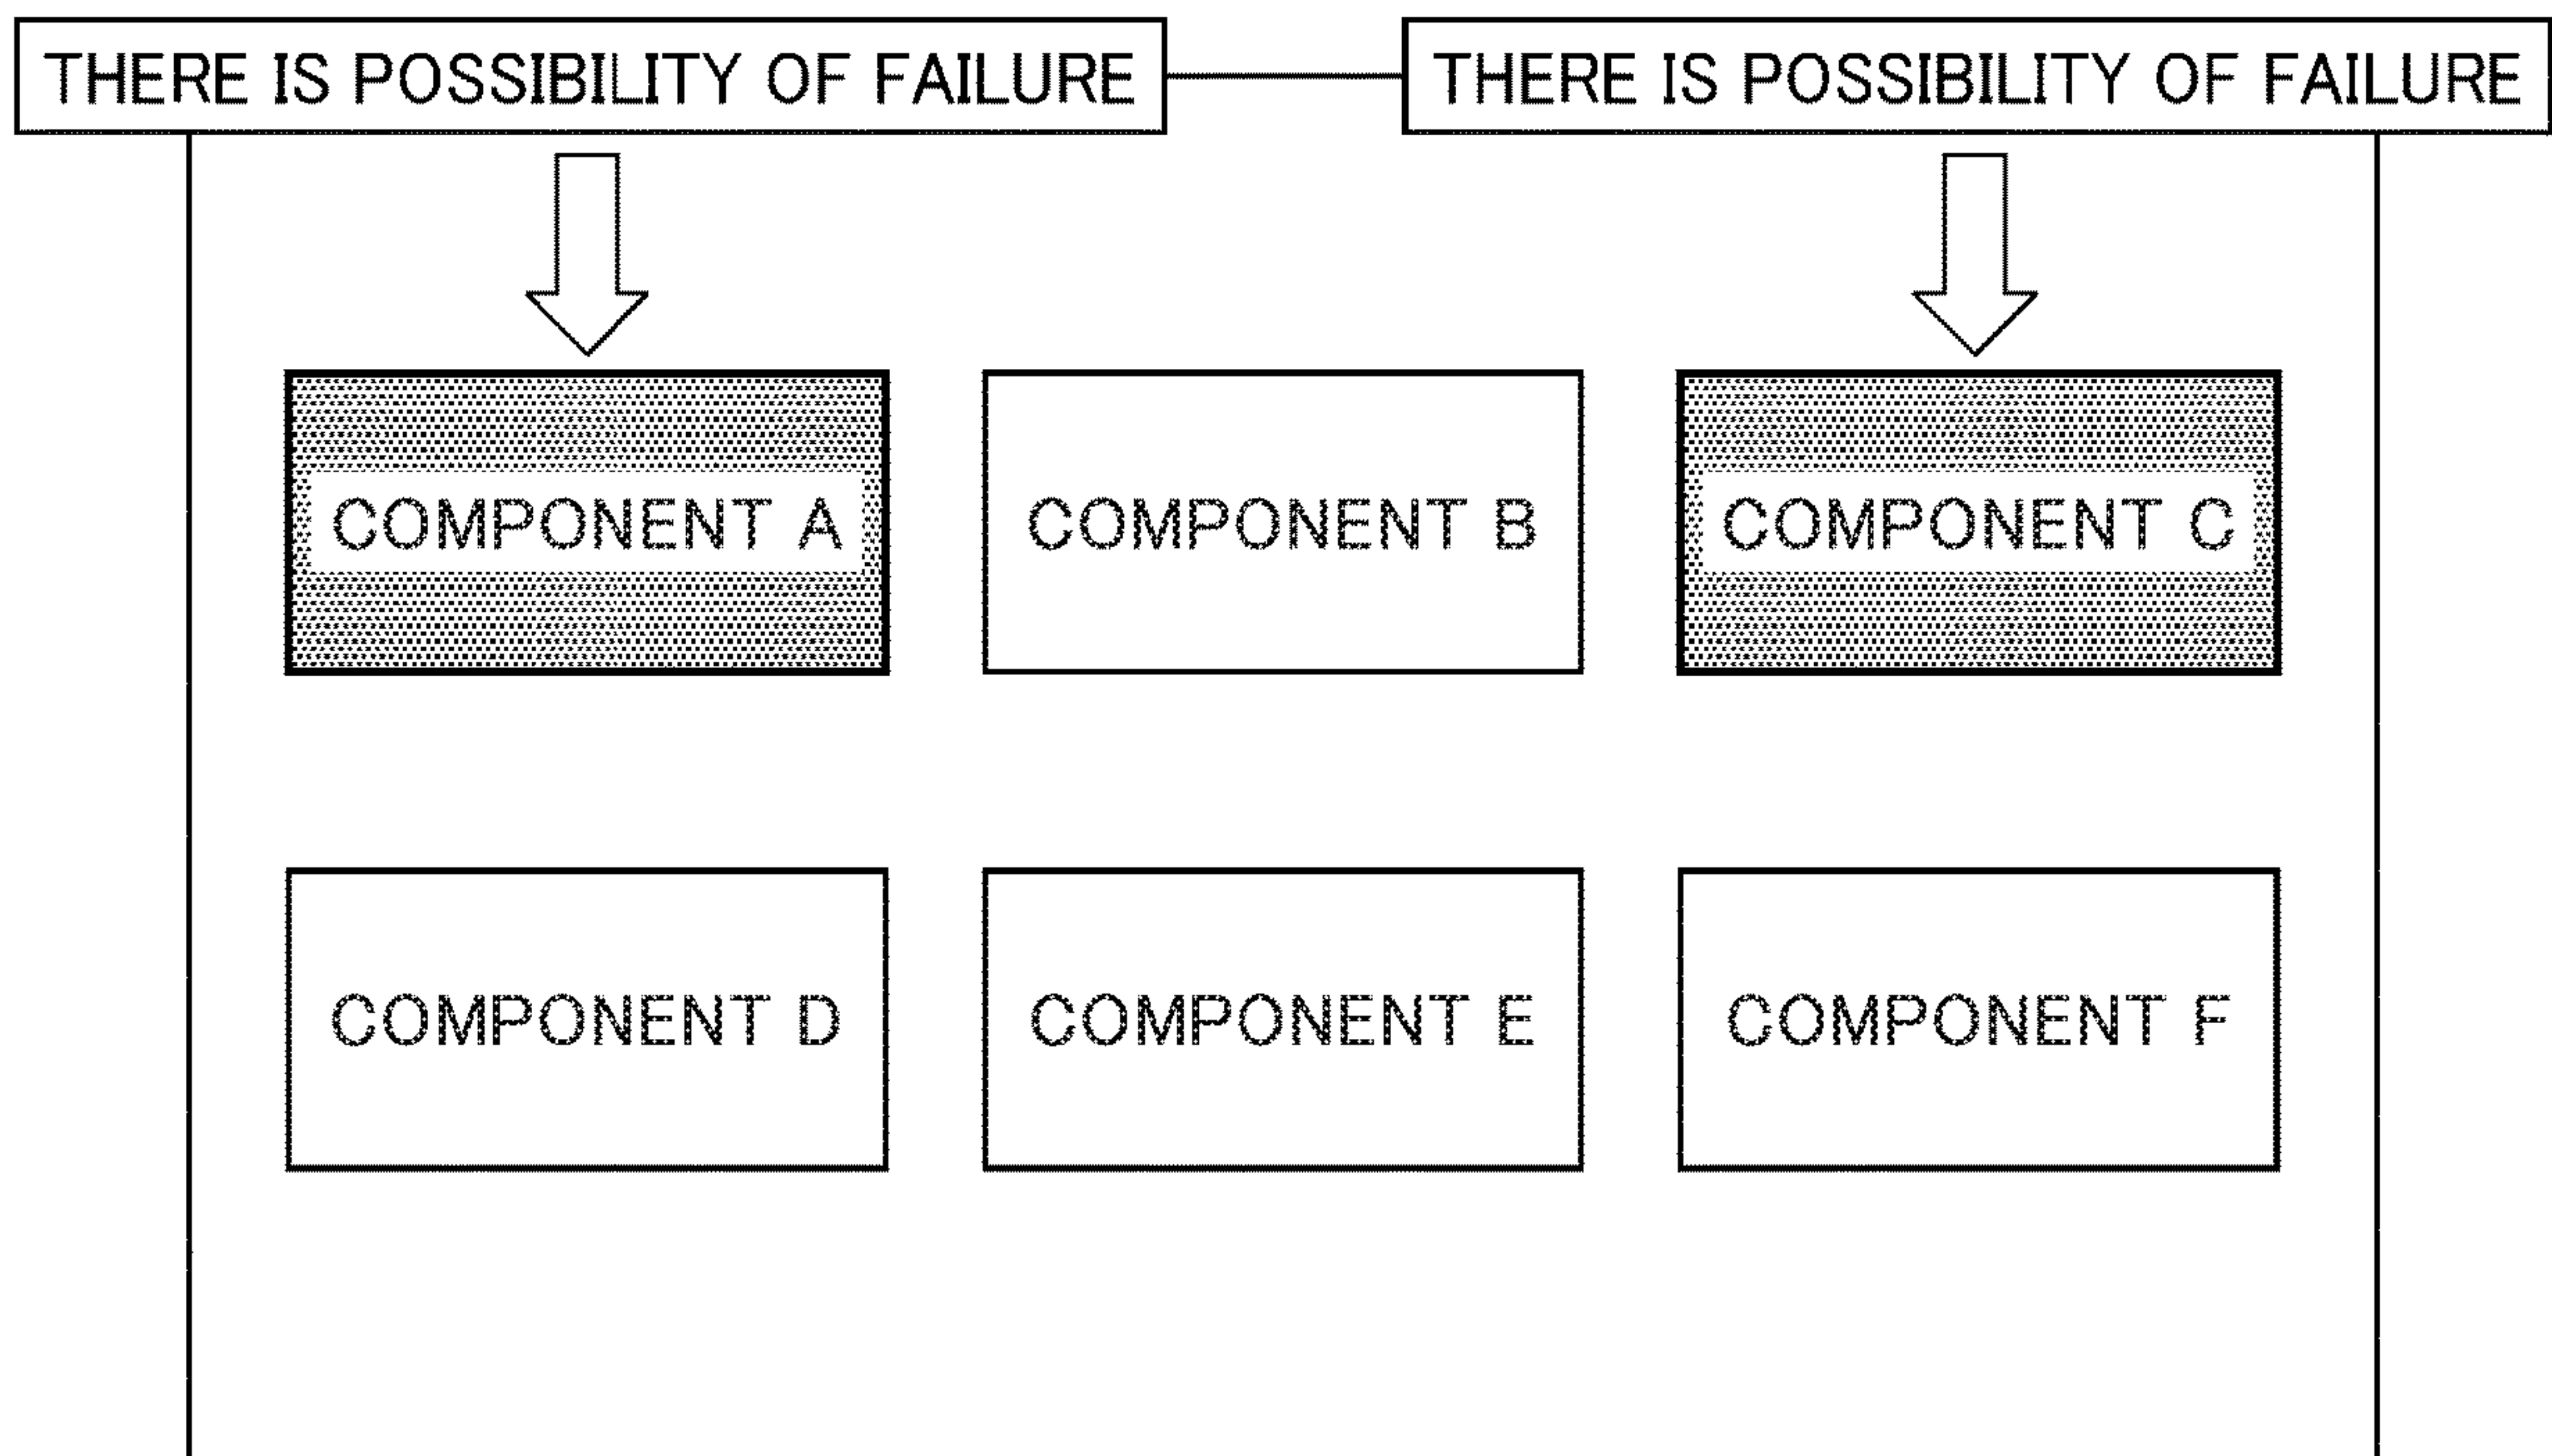 THERE IS POSSIBILITY OF FAILURE
THERE IS POSSIBILITY OF FAILURE
COMPONENT A
COMPONENT B
COMPONENT C
COMPONENT D
COMPONENT E
COMPONENT F